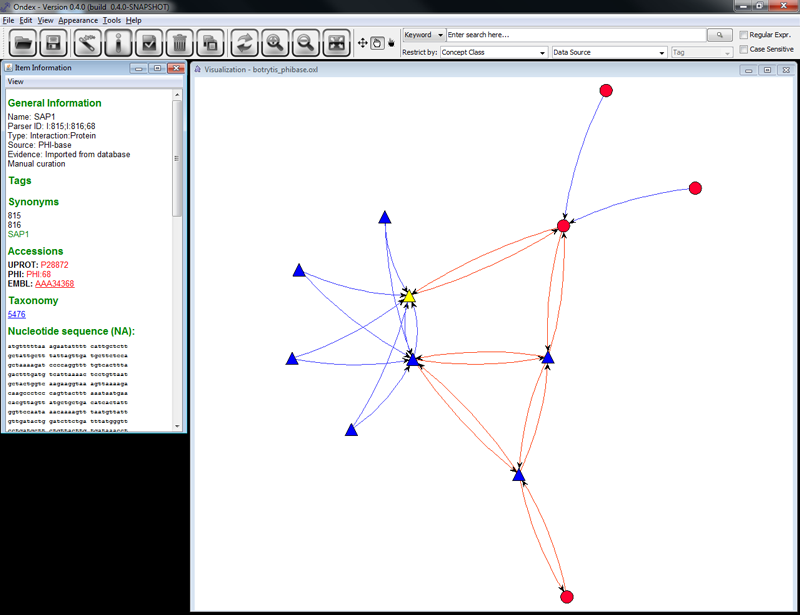 Ondex - Version 0.4.0 (build 0.4.0-SNAPSHOT)
File Edit View Appearance Tools Help
Keyword Enter search here... Regular Expr.
Restrict by: Concept Class Data Source Tag Case Sensitive
Item Information
View
General Information
Name: SAP1
Parser ID: I:815;I:816;68
Type: Interaction:Protein
Source: PHI-base
Evidence: Imported from database
Manual curation
Tags
Synonyms
815
816
SAP1
Accessions
UPROT: P28872
PHI: PHI:68
EMBL: AAA34368
Taxonomy
5476
Nucleotide sequence (NA):
atgtttttaa agaatatttt cattgctctt
gctattgctt tattagttga tgcttctcca
gctaaaagat ccccaggttt tgtcacttta
gactttgatg tcattaaaac tcctgttaat
gctactggtc aagaaggtaa agttaaaaga
caagccctcc cagttacttt aaataatgaa
cacgttagtt atgctgctga catcactatt
ggttccaata aacaaaagtt taatgttatt
gttgatactg gatcttctga tttatgggtt
Visualization - botrytis_phibase.oxl